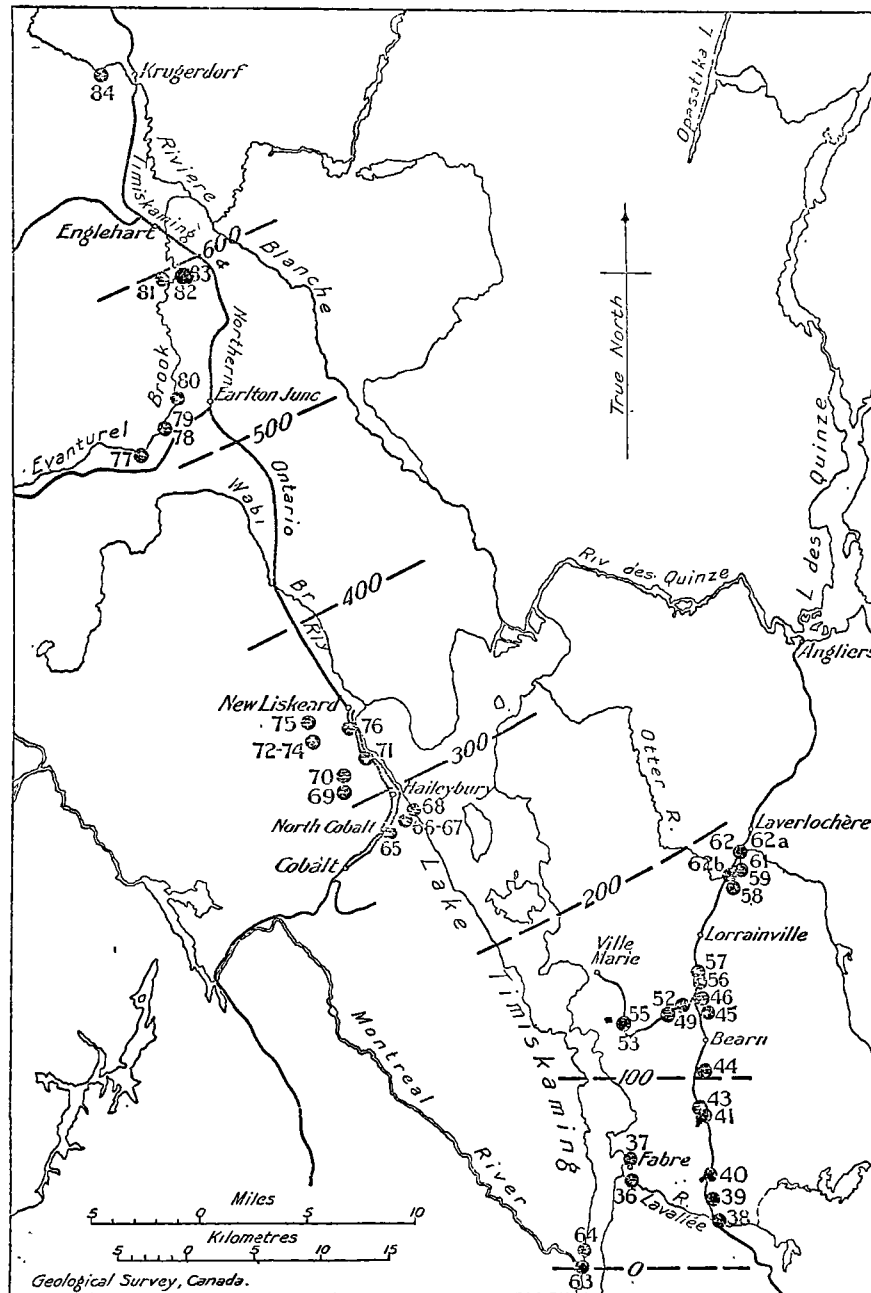 Opasatika L.
Krugerdorf
84
Riviere
Blanche
Timiskaming
&
Northern
Ontario
Rly
Englehart
600
83
81
82
True North
Brook
80
Earlton Junc
79
78
Evanturel
77
500
L des Quinze
Wabi
Br
400
Riv des Quinze
Angliers
New Liskeard
75
76
72-74
71
300
70
Haileybury
69
68
66-67
North Cobalt
65
Cobalt
Otter R.
Laverlochère
62
62a
62b
61
59
58
200
Lorrainville
Lake Timiskaming
Ville Marie
57
56
46
52
49
45
55
53
Bearn
44
100
43
41
Montreal River
37
Fabre
36
40
39
Lavallée R.
38
64
63
0
Miles
5 0 5 10
Kilometres
5 0 5 10 15
Geological Survey, Canada.